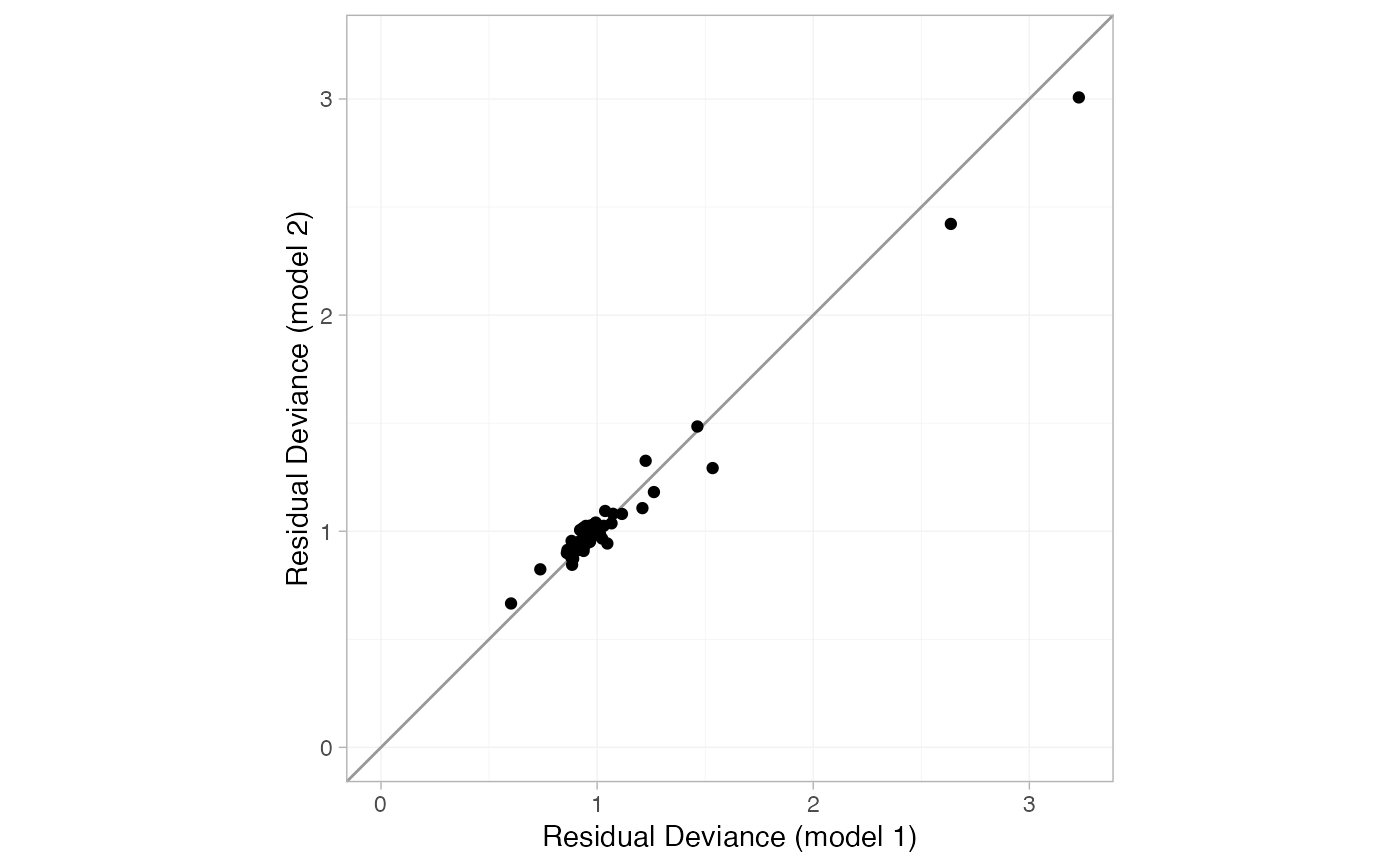 Residual Deviance (model 2)
3
2
1
0
0 1 2 3
Residual Deviance (model 1)